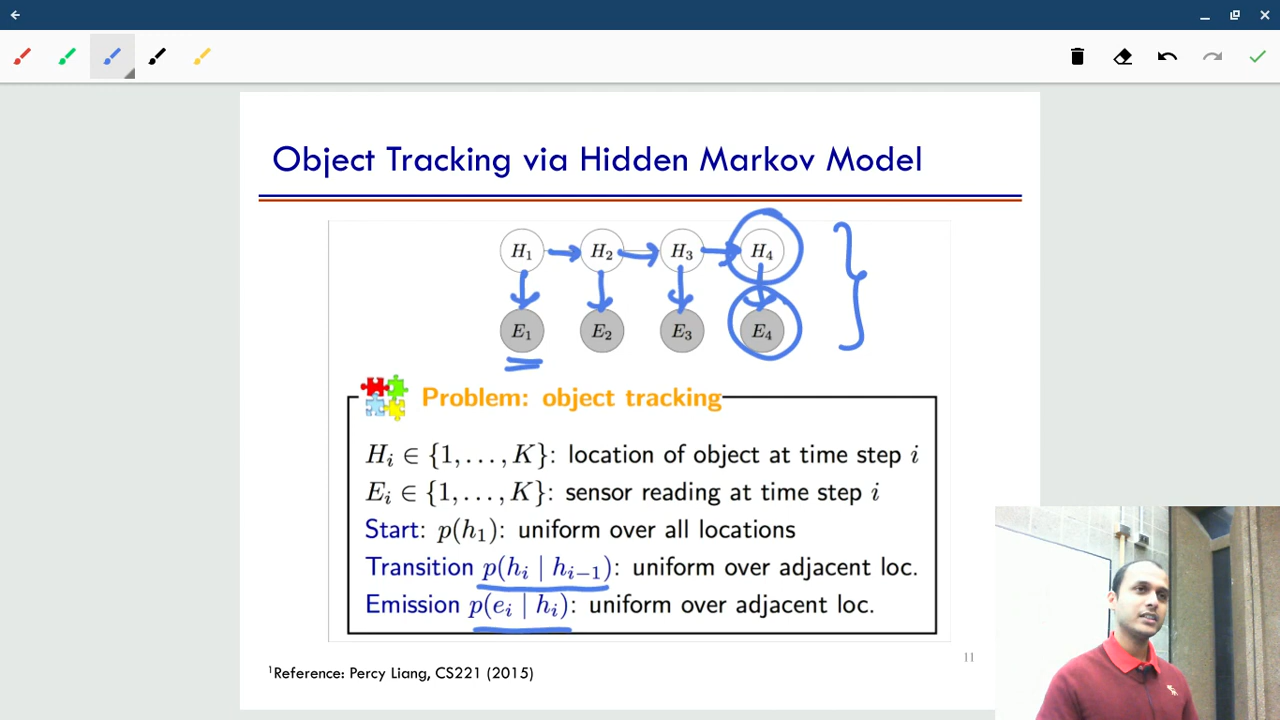 Object Tracking via Hidden Markov Model
H₁ H₂ H₃ H₄
E₁ E₂ E₃ E₄
Problem: object tracking
Hᵢ ∈ {1, . . . , K}: location of object at time step i
Eᵢ ∈ {1, . . . , K}: sensor reading at time step i
Start: p(h₁): uniform over all locations
Transition p(hᵢ | hᵢ₋₁): uniform over adjacent loc.
Emission p(eᵢ | hᵢ): uniform over adjacent loc.
11
¹Reference: Percy Liang, CS221 (2015)